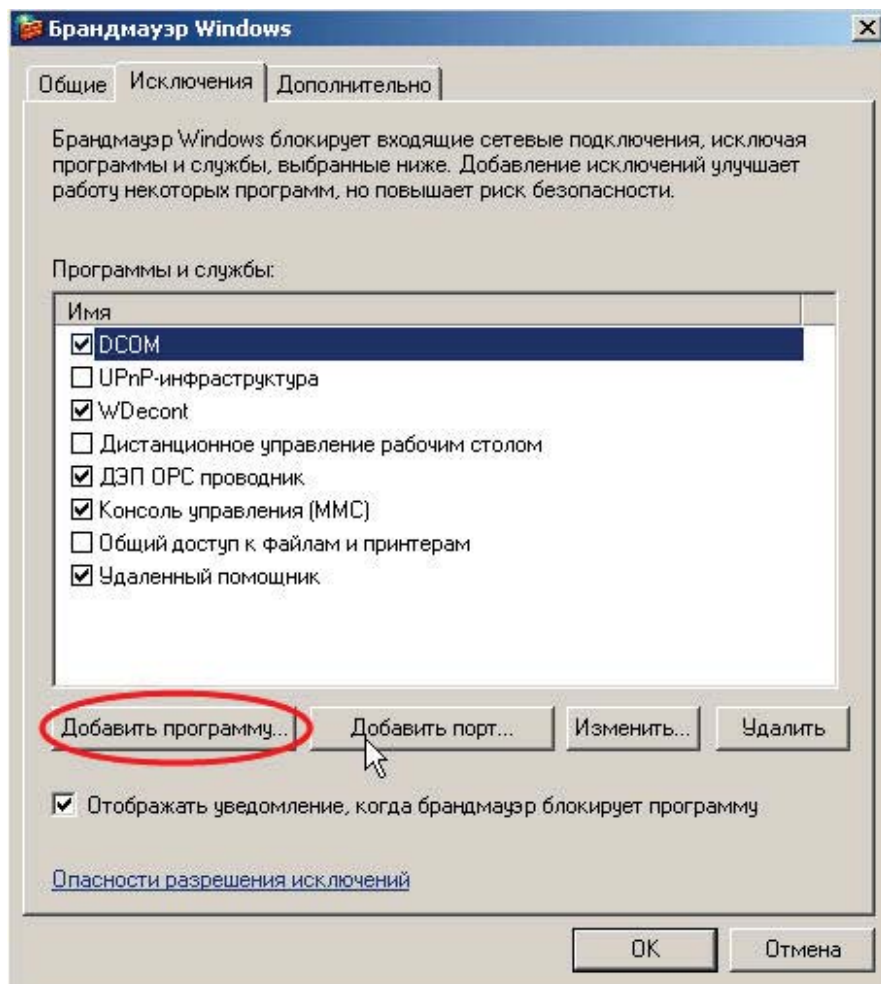 Брандмауэр Windows
Общие
Исключения
Дополнительно
Брандмауэр Windows блокирует входящие сетевые подключения, исключая
программы и службы, выбранные ниже. Добавление исключений улучшает
работу некоторых программ, но повышает риск безопасности.
Программы и службы:
Имя
DCOM
UPnP-инфраструктура
WDecont
Дистанционное управление рабочим столом
ДЭП ОРС проводник
Консоль управления (MMC)
Общий доступ к файлам и принтерам
Удаленный помощник
Добавить программу...
Добавить порт...
Изменить...
Удалить
Отображать уведомление, когда брандмауэр блокирует программу
Опасности разрешения исключений
OK
Отмена